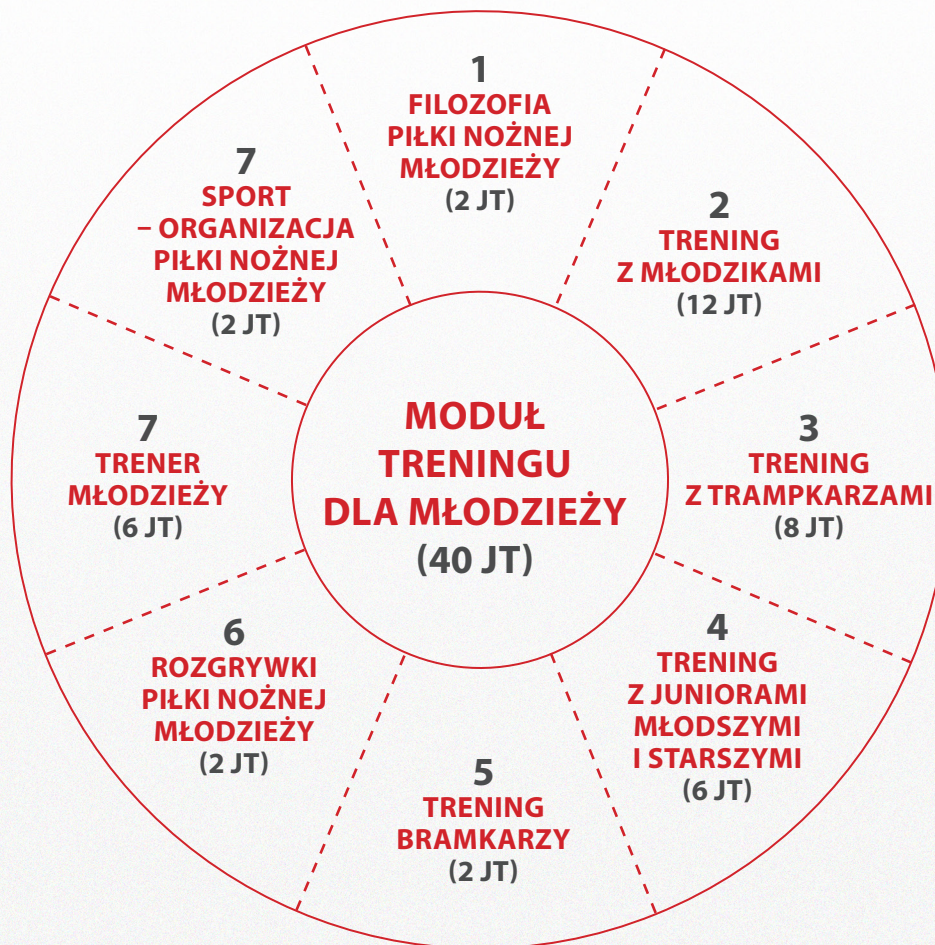 1
FILOZOFIA
PIŁKI NOŻNEJ
MŁODZIEŻY
(2 JT)
2
TRENING
Z MŁODZIKAMI
(12 JT)
3
TRENING
Z TRAMPKARZAMI
(8 JT)
4
TRENING
Z JUNIORAMI
MŁODSZYMI
I STARSZYMI
(6 JT)
5
TRENING
BRAMKARZY
(2 JT)
6
ROZGRYWKI
PIŁKI NOŻNEJ
MŁODZIEŻY
(2 JT)
7
TRENER
MŁODZIEŻY
(6 JT)
7
SPORT
– ORGANIZACJA
PIŁKI NOŻNEJ
MŁODZIEŻY
(2 JT)
MODUŁ
TRENINGU
DLA MŁODZIEŻY
(40 JT)